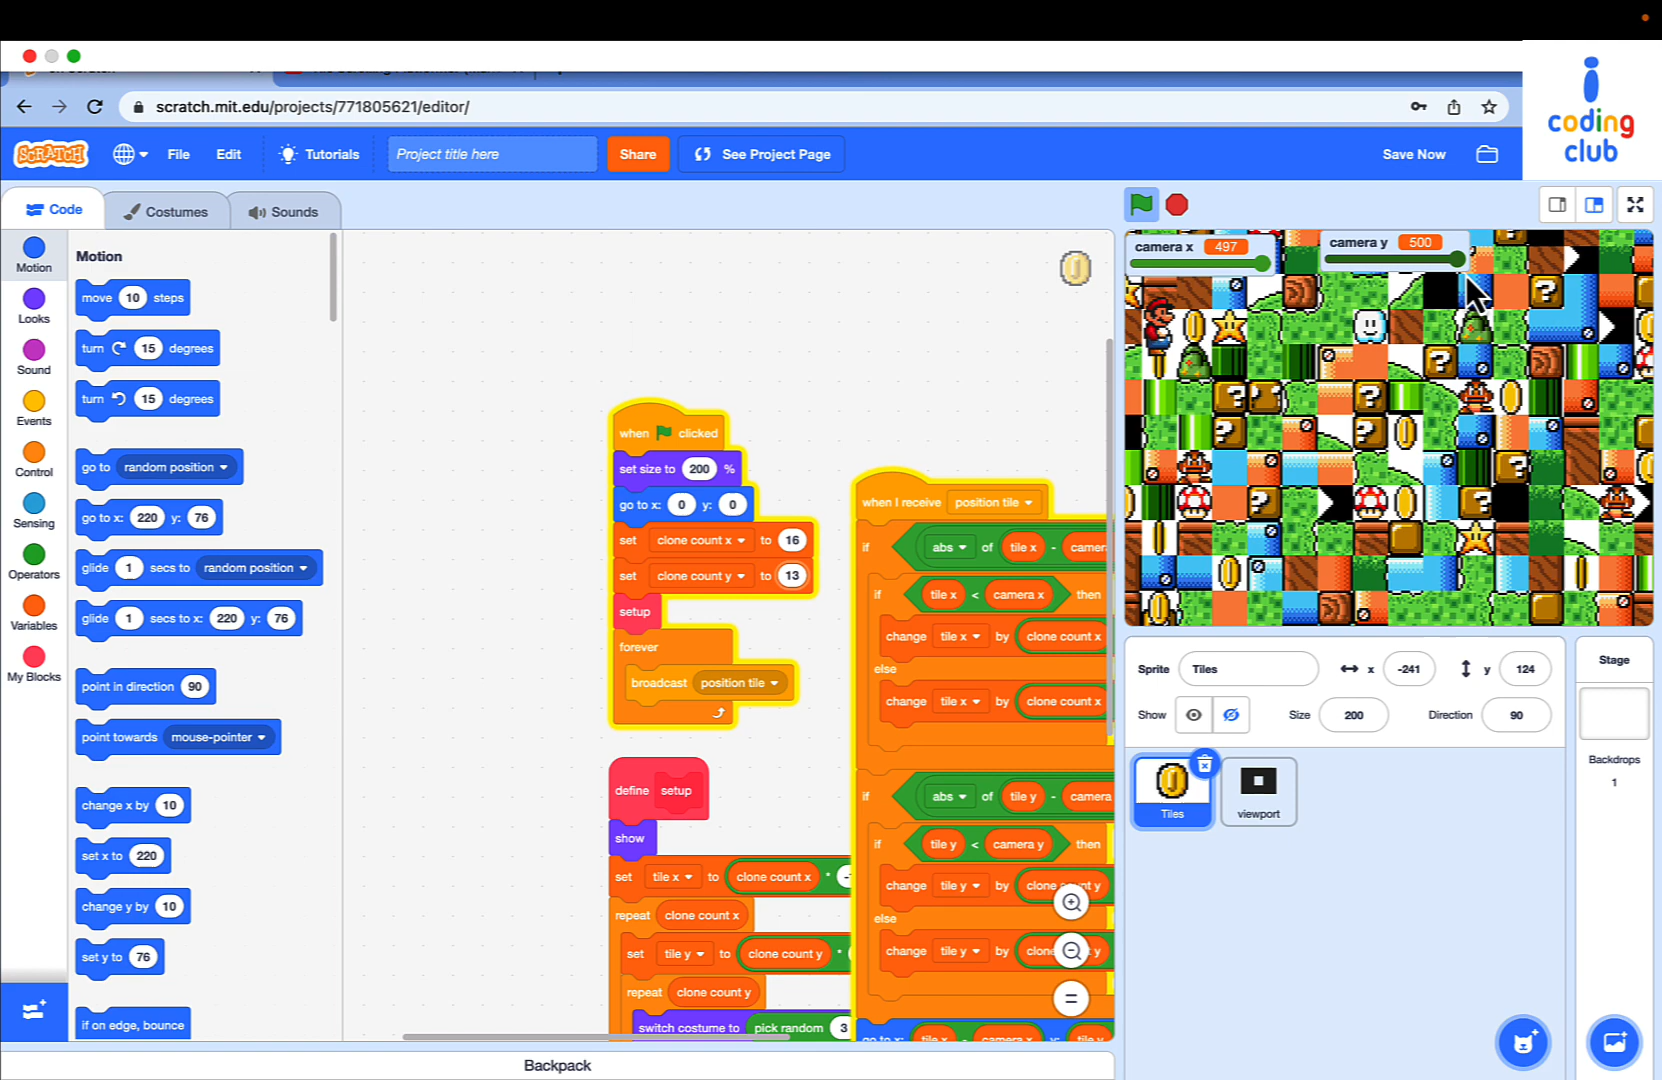 scratch.mit.edu/projects/771805621/editor/
coding
club
SCRATCH
File
Edit
Tutorials
Project title here
Share
See Project Page
Save Now
Code
Costumes
Sounds
Motion
Looks
Sound
Events
Control
Sensing
Operators
Variables
My Blocks
Motion
move 10 steps
turn 15 degrees
turn 15 degrees
go to random position
go to x: 220 y: 76
glide 1 secs to random position
glide 1 secs to x: 220 y: 76
point in direction 90
point towards mouse-pointer
change x by 10
set x to 220
change y by 10
set y to 76
if on edge, bounce
when clicked
set size to 200 %
go to x: 0 y: 0
set clone count x to 16
set clone count y to 13
setup
forever
broadcast position tile
define setup
show
set tile x to clone count x * -
repeat clone count x
set tile y to clone count y *
repeat clone count y
switch costume to pick random 3
when I receive position tile
if abs of tile x - camer
if tile x < camera x then
change tile x by clone count x
else
change tile x by clone count x
if abs of tile y - camera
if tile y < camera y then
change tile y by clone count y
else
change tile y by clone y
go to x: tile x - camera x y: tile y
camera x 497
camera y 500
Sprite Tiles x -241 y 124
Show Size 200 Direction 90
Tiles
viewport
Stage
Backdrops
1
Backpack